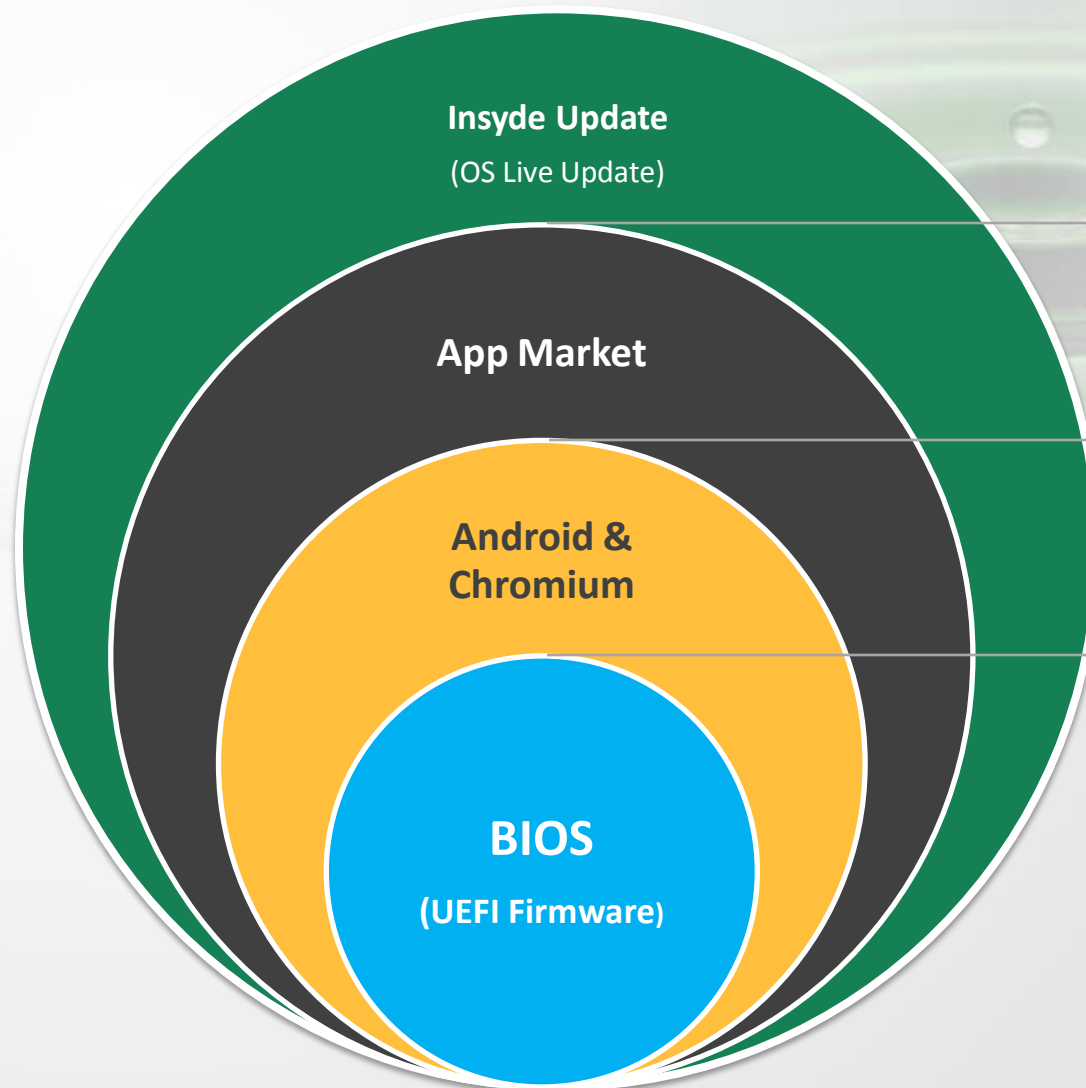 Insyde Update
(OS Live Update)
App Market
Android &
Chromium
BIOS
(UEFI Firmware)